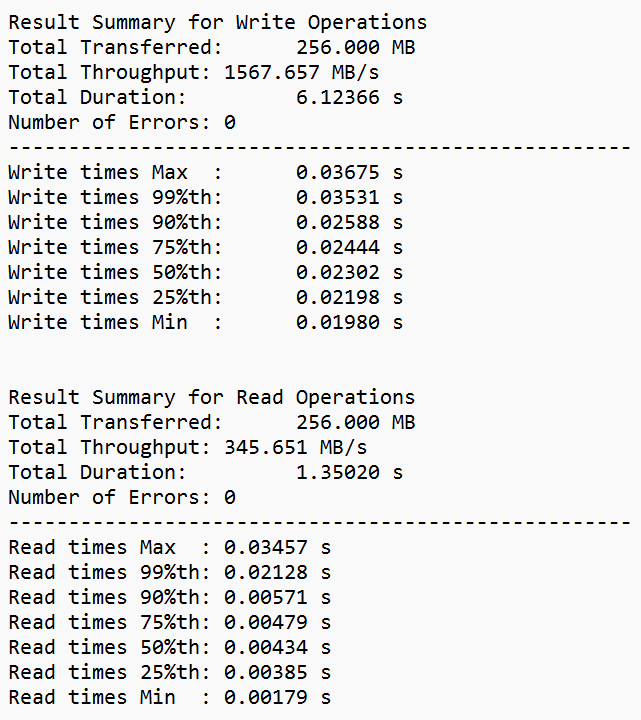 Result Summary for Write Operations
Total Transferred:      256.000 MB
Total Throughput: 1567.657 MB/s
Total Duration:         6.12366 s
Number of Errors: 0
----------------------------------------------------
Write times Max  :      0.03675 s
Write times 99%th:      0.03531 s
Write times 90%th:      0.02588 s
Write times 75%th:      0.02444 s
Write times 50%th:      0.02302 s
Write times 25%th:      0.02198 s
Write times Min  :      0.01980 s
Result Summary for Read Operations
Total Transferred:      256.000 MB
Total Throughput: 345.651 MB/s
Total Duration:         1.35020 s
Number of Errors: 0
----------------------------------------------------
Read times Max  : 0.03457 s
Read times 99%th: 0.02128 s
Read times 90%th: 0.00571 s
Read times 75%th: 0.00479 s
Read times 50%th: 0.00434 s
Read times 25%th: 0.00385 s
Read times Min  : 0.00179 s